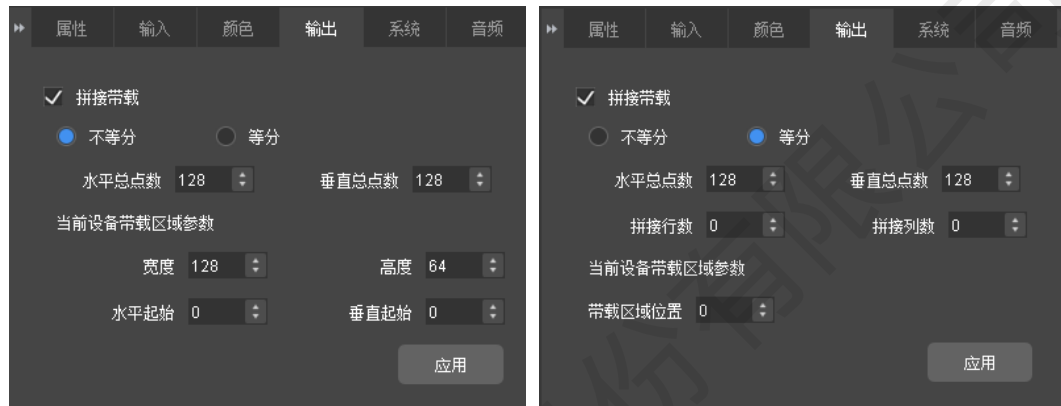 属性 输入 颜色 输出 系统 音频
拼接带载
不等分 等分
水平总点数 128 垂直总点数 128
当前设备带载区域参数
宽度 128 高度 64
水平起始 0 垂直起始 0
应用
属性 输入 颜色 输出 系统 音频
拼接带载
不等分 等分
水平总点数 128 垂直总点数 128
拼接行数 0 拼接列数 0
当前设备带载区域参数
带载区域位置 0
应用
份有限公司